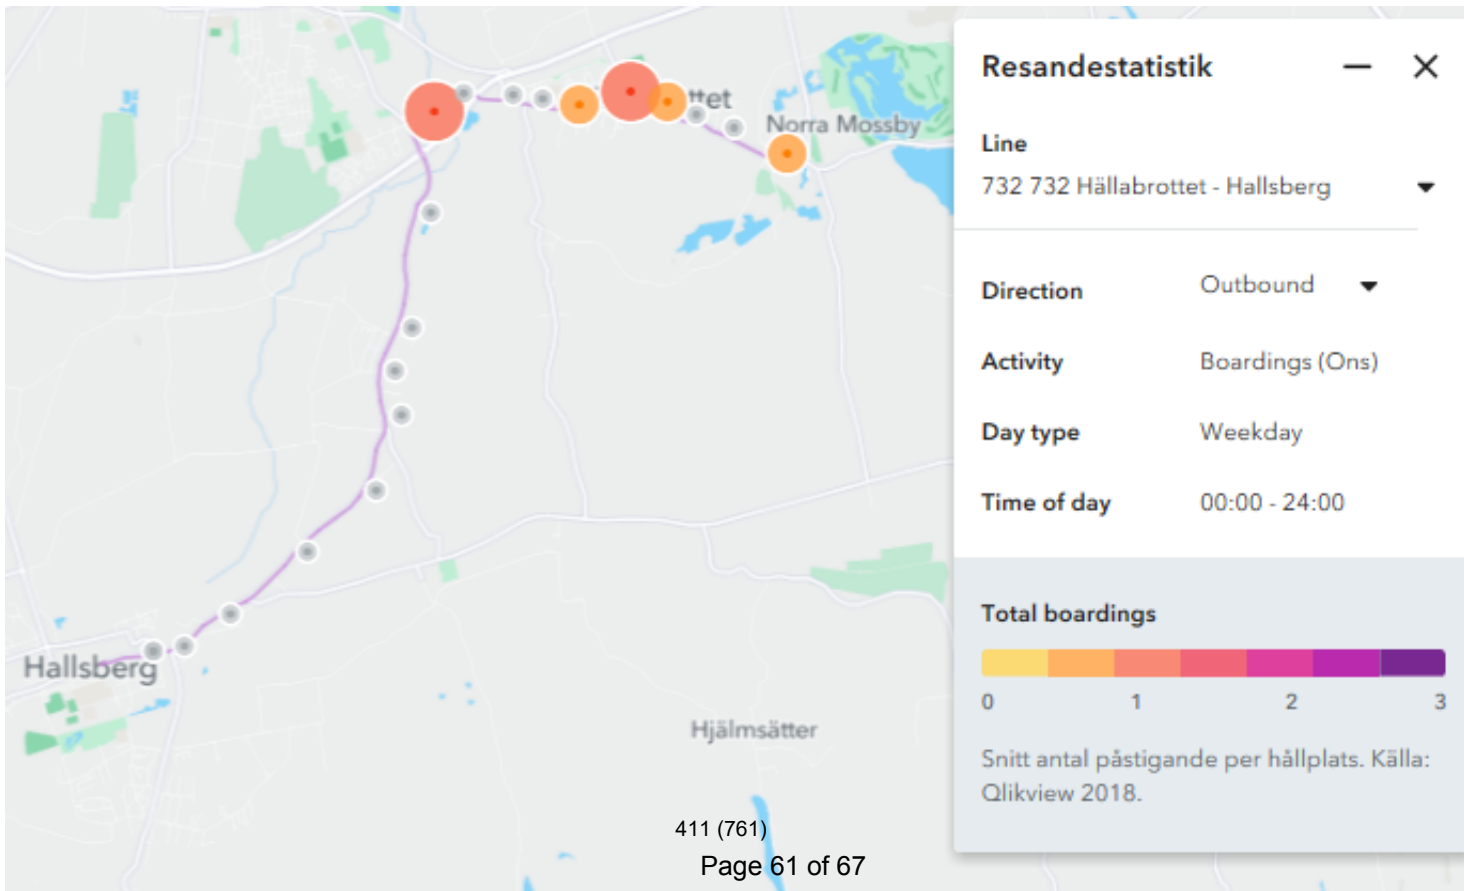 Resandestatistik
Line
732 732 Hällabrottet - Hallsberg
Direction Outbound
Activity Boardings (Ons)
Day type Weekday
Time of day 00:00 - 24:00
Total boardings
0 1 2 3
Snitt antal påstigande per hållplats. Källa:
Qlikview 2018.
ttet
Norra Mossby
Hallsberg
Hjälmsätter
411 (761)
Page 61 of 67